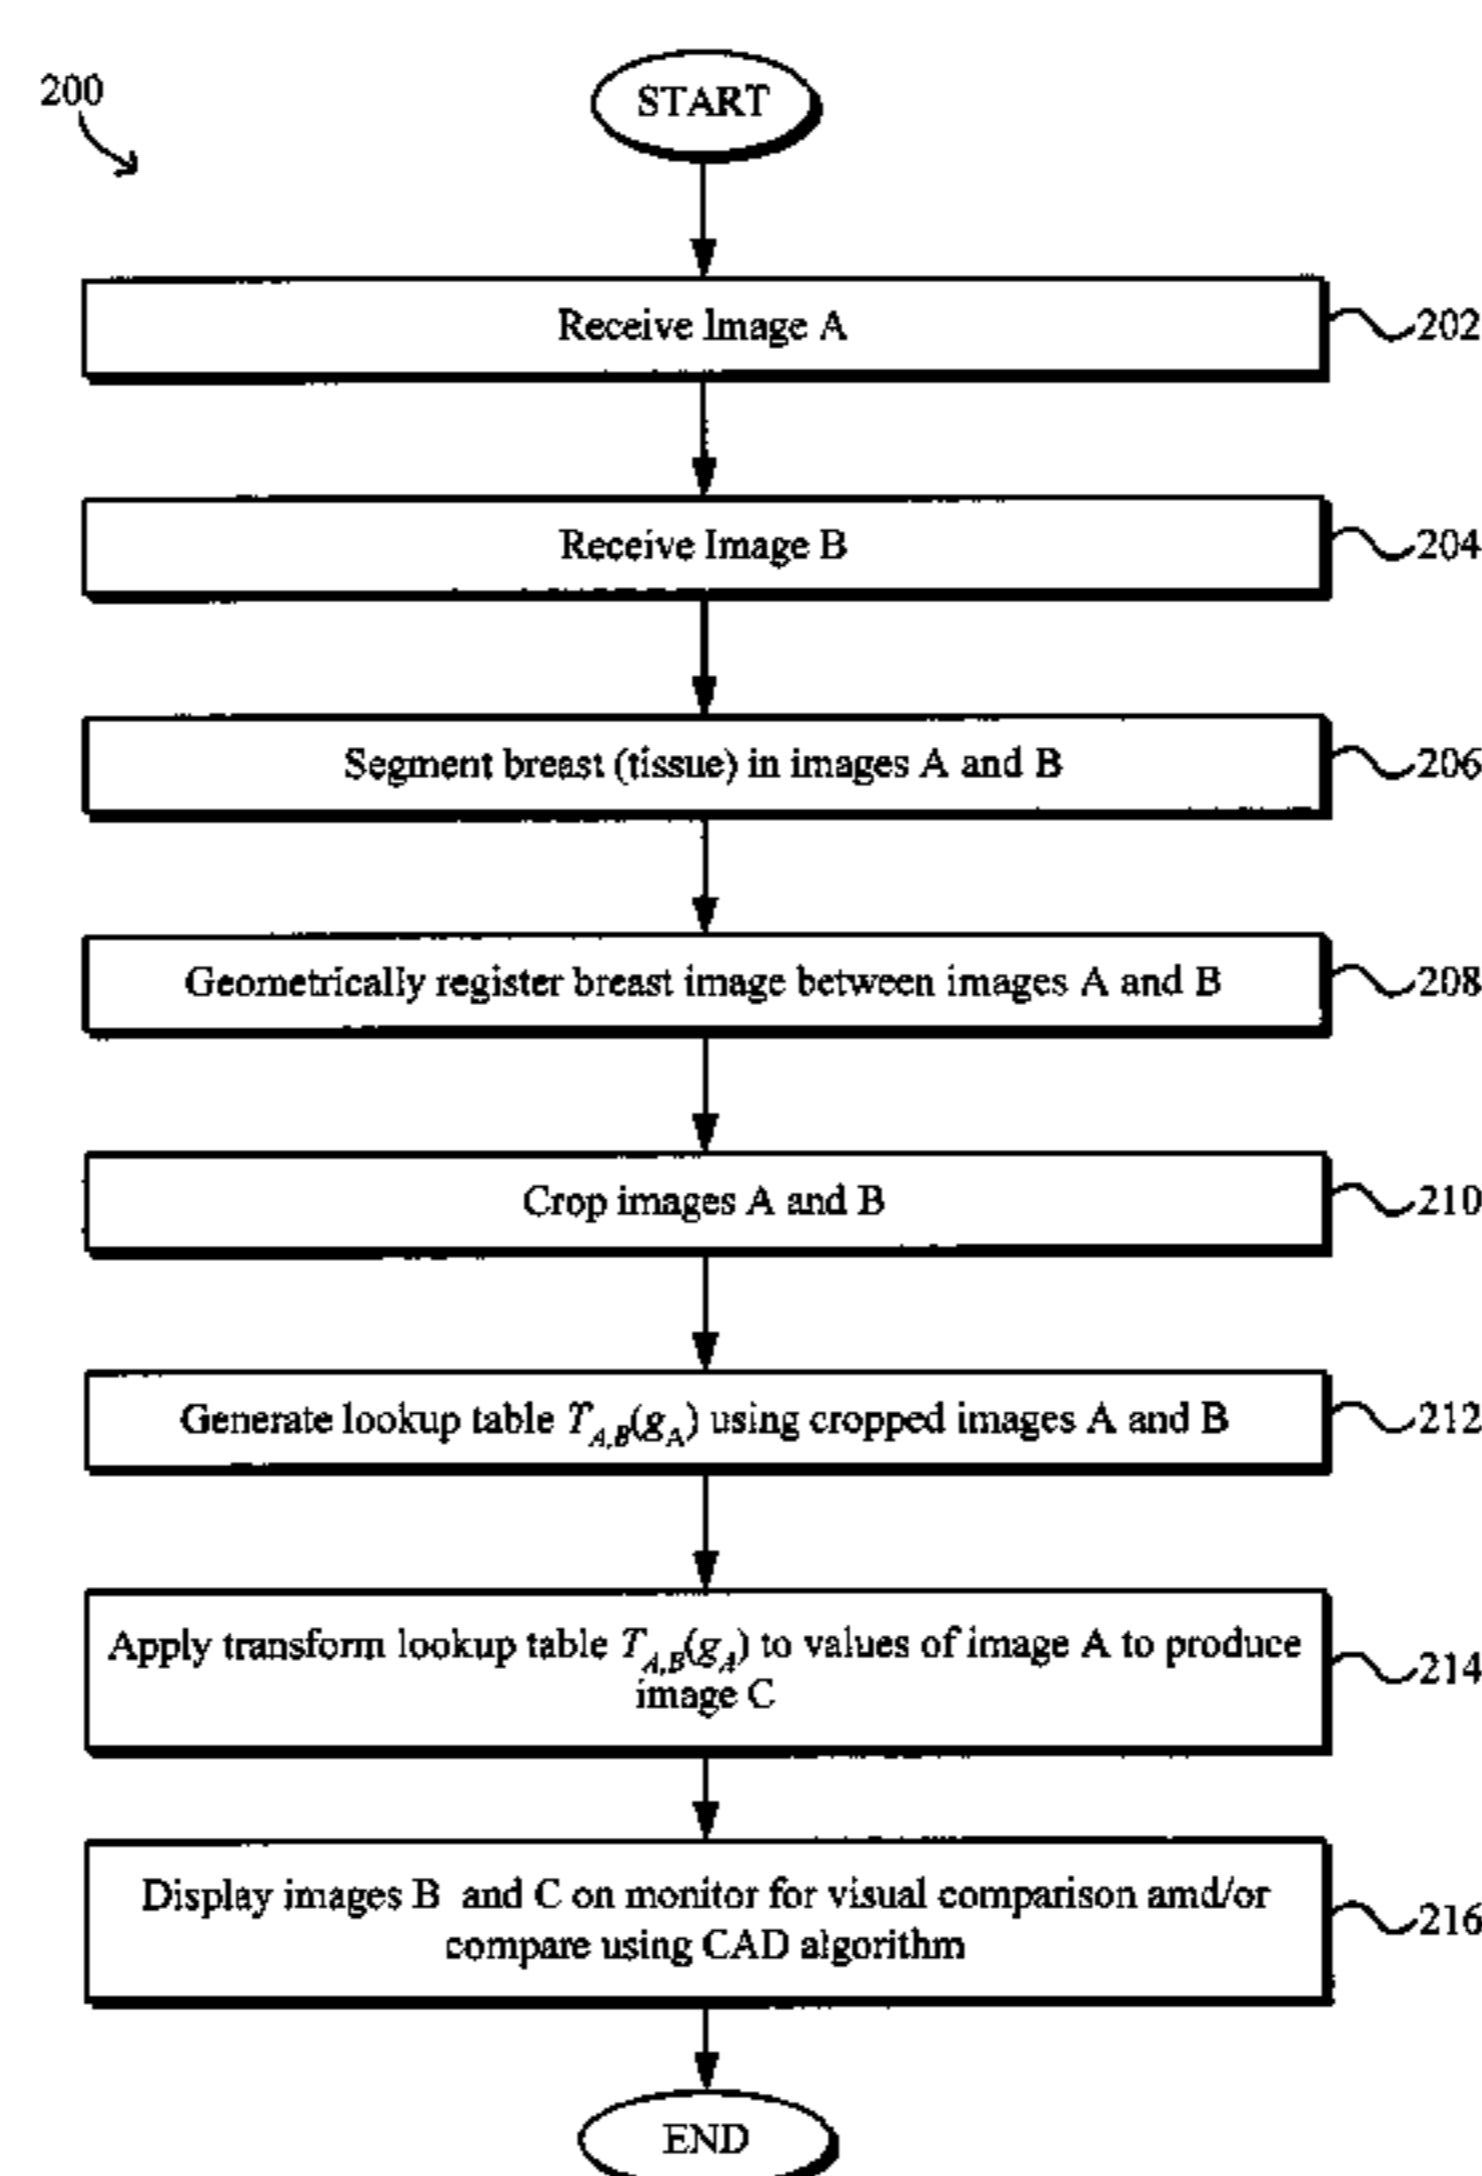 200
START
Receive Image A
202
Receive Image B
204
Segment breast (tissue) in images A and B
206
Geometrically register breast image between images A and B
208
Crop images A and B
210
Generate lookup table T_{A,B}(g_A) using cropped images A and B
212
Apply transform lookup table T_{A,B}(g_A) to values of image A to produce
image C
214
Display images B and C on monitor for visual comparison amd/or
compare using CAD algorithm
216
END